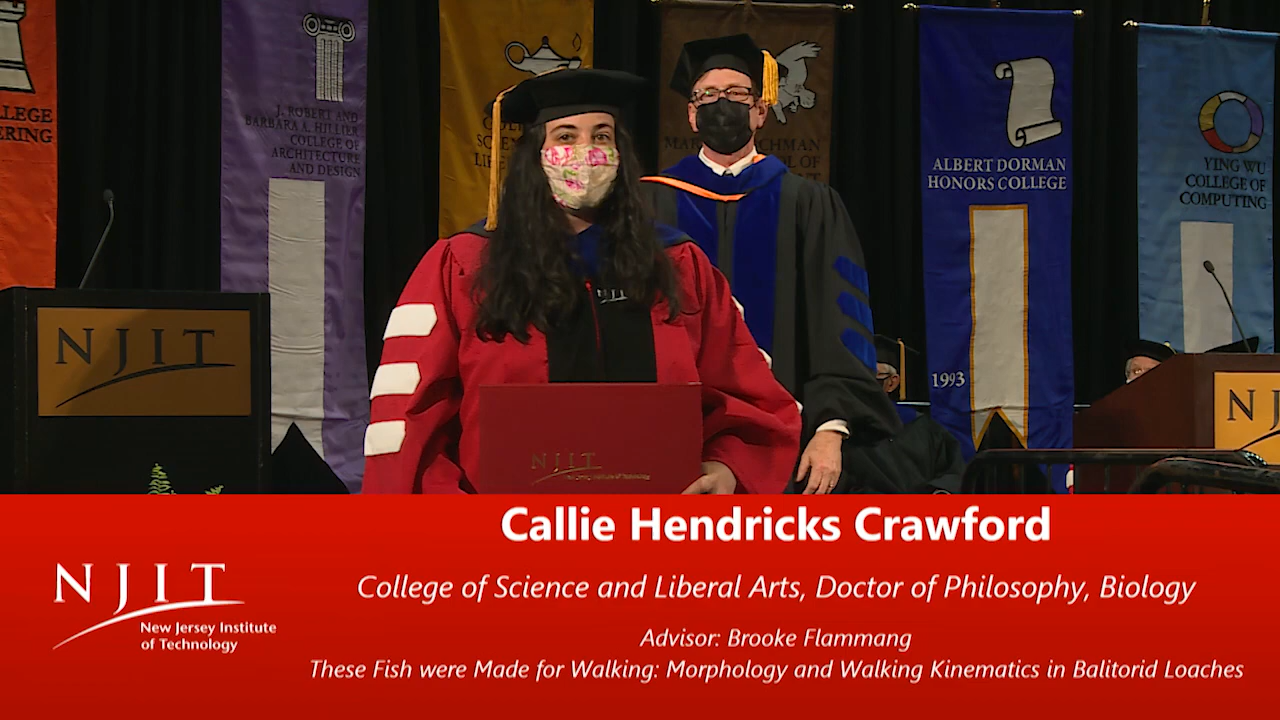 LLEGE
ERING
J. ROBERT AND
BARBARA A. HILLIER
COLLEGE OF
ARCHITECTURE
AND DESIGN
ALBERT DORMAN
HONORS COLLEGE
1993
YING WU
COLLEGE OF
COMPUTING
NJIT
NJIT
NJIT
N J
Callie Hendricks Crawford
College of Science and Liberal Arts, Doctor of Philosophy, Biology
NJIT
New Jersey Institute
of Technology
Advisor: Brooke Flammang
These Fish were Made for Walking: Morphology and Walking Kinematics in Balitorid Loaches